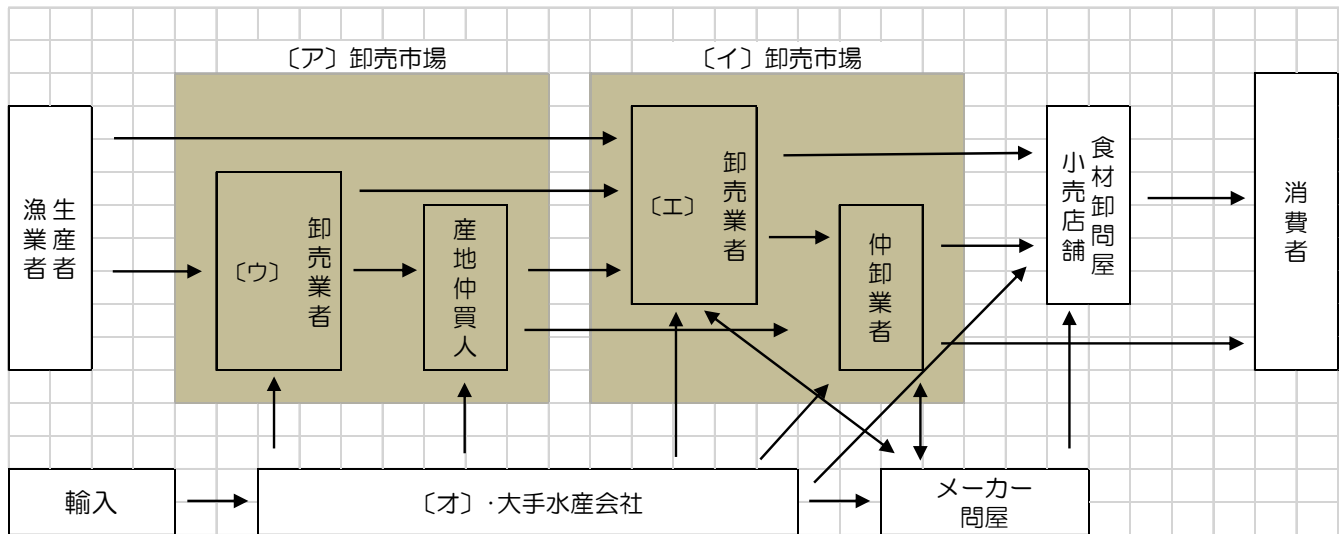 〔ア〕卸売市場
〔イ〕卸売市場
生産者
漁業者
卸売業者
〔ウ〕
産地仲買人
卸売業者
〔エ〕
仲卸業者
食材卸問屋
小売店舗
消費者
輸入
〔オ〕・大手水産会社
メーカー
問屋